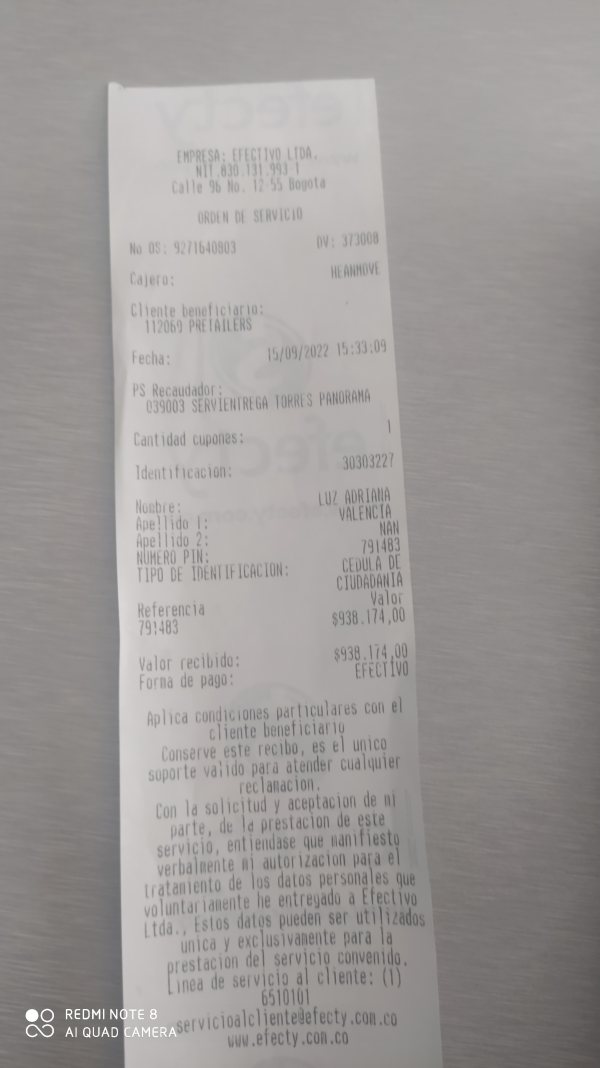 EMPRESA: EFECTIVO LTDA.
NIT.830.131.993 1
Calle 96 No. 12-55 Bogota
ORDEN DE SERVICIO
No OS: 9271640803 DV: 373008
Cajero: HEANMOVE
Cliente beneficiario:
112069 PRETAILERS
Fecha: 15/09/2022 15:33:09
PS Recaudador:
039003 SERVIENTREGA TORRES PANORAMA
Cantidad cupones: 1
Identificacion: 30303227
Nombre: LUZ ADRIANA
Apellido 1: VALENCIA
Apellido 2: NAN
NUMERO PIN: 791483
TIPO DE IDENTIFICACION: CEDULA DE
CIUDADANIA
Referencia Valor
791483 $938.174,00
Valor recibido: $938.174,00
Forma de pago: EFECTIVO
Aplica condiciones particulares con el
cliente beneficiario
Conserve este recibo, es el unico
soporte valido para atender cualquier
reclamacion.
Con la solicitud y aceptacion de mi
parte, de la prestacion de este
servicio, entiendase que manifiesto
verbalmente mi autorizacion para el
tratamiento de los datos personales que
voluntariamente he entregado a Efectivo
Ltda., Estos datos pueden ser utilizados
unica y exclusivamente para la
prestacion del servicio convenido.
Linea de servicio al cliente: (1)
6510101
servicioalcliente@efecty.com.co
www.efecty.com.co
REDMI NOTE 8
AI QUAD CAMERA